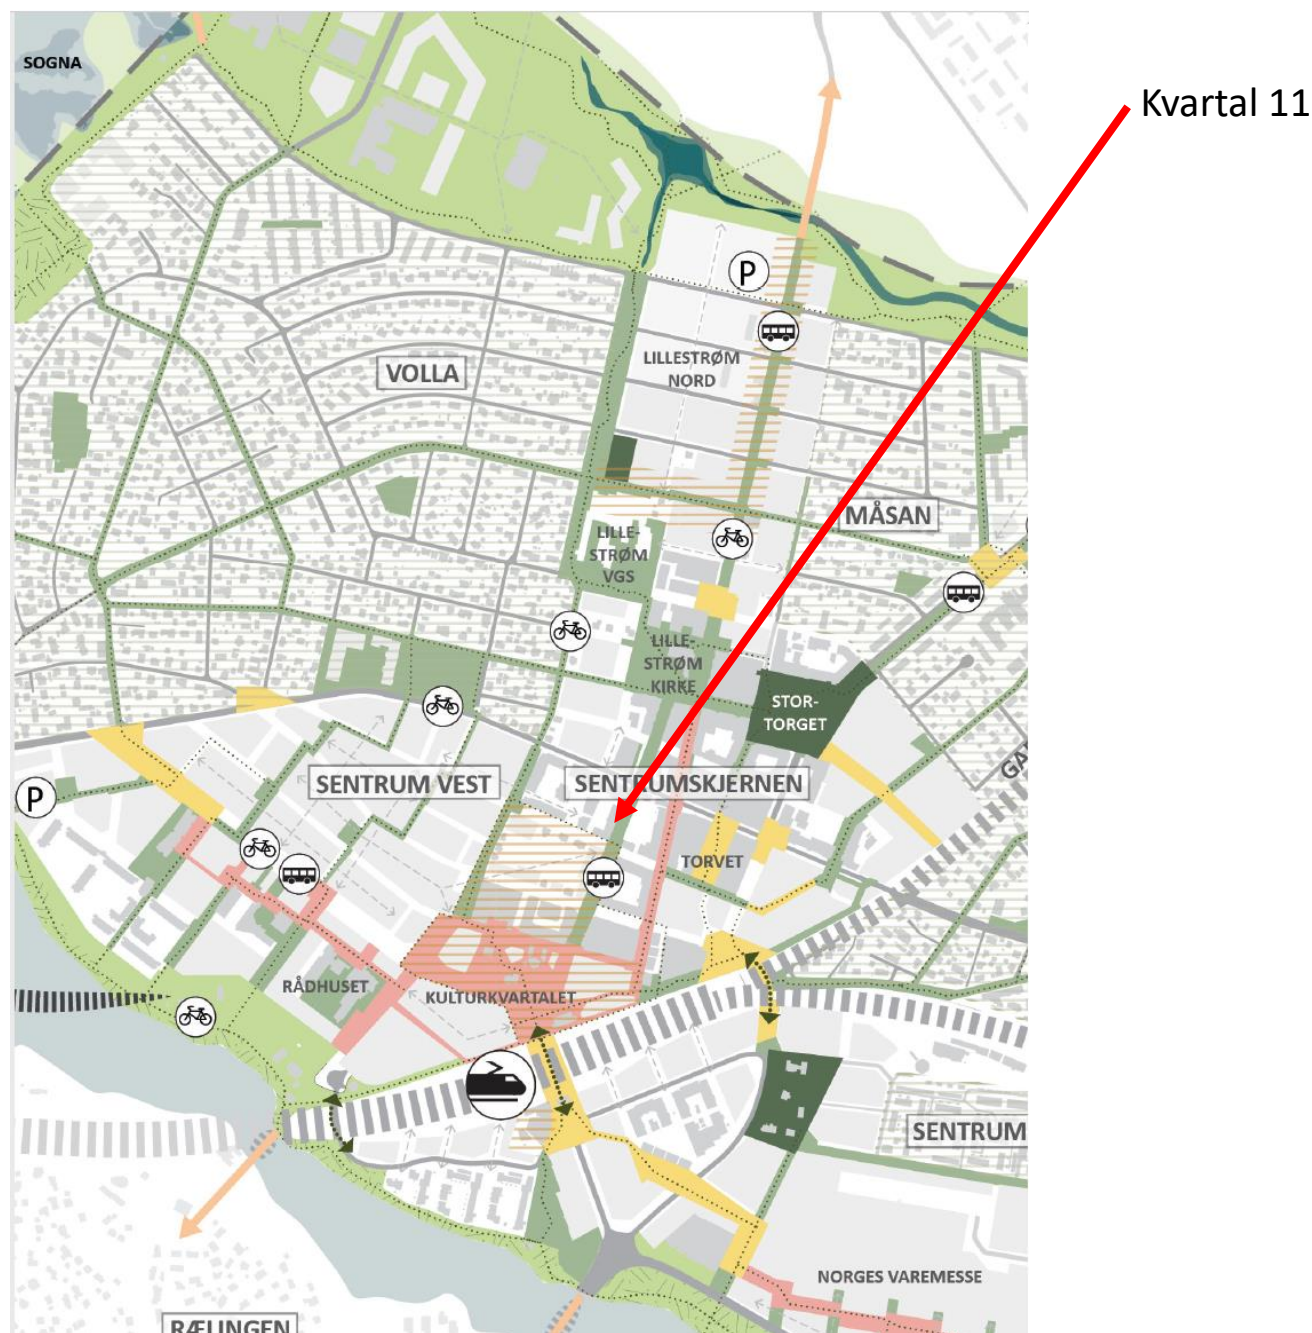 SOGNA
Kvartal 11
P
LILLESTRØM
NORD
VOLLA
MÅSAN
LILLE-
STRØM
VGS
LILLE-
STRØM
KIRKE
STOR-
TORGET
SENTRUM VEST
SENTRUMSKJERNEN
P
TORVET
RÅDHUSET
KULTURKVARTALET
SENTRUM
NORGES VAREMESSE
RÆLINGEN